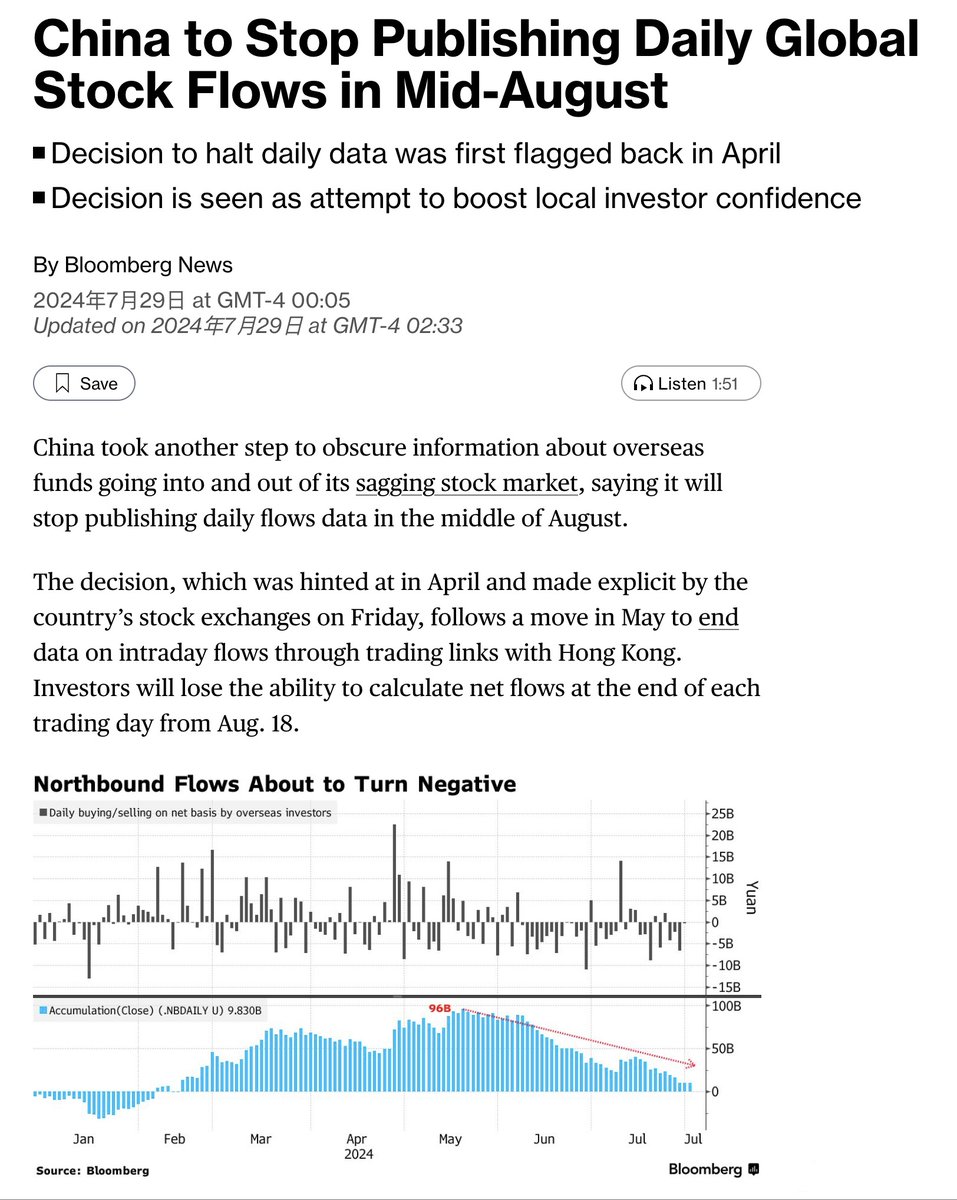 China to Stop Publishing Daily Global
Stock Flows in Mid-August
■ Decision to halt daily data was first flagged back in April
■ Decision is seen as attempt to boost local investor confidence
By Bloomberg News
2024年7月29日 at GMT-4 00:05
Updated on 2024年7月29日 at GMT-4 02:33
Save
Listen 1:51
China took another step to obscure information about overseas
funds going into and out of its sagging stock market, saying it will
stop publishing daily flows data in the middle of August.
The decision, which was hinted at in April and made explicit by the
country’s stock exchanges on Friday, follows a move in May to end
data on intraday flows through trading links with Hong Kong.
Investors will lose the ability to calculate net flows at the end of each
trading day from Aug. 18.
Northbound Flows About to Turn Negative
Daily buying/selling on net basis by overseas investors
25B
20B
15B
10B
5B
0
-5B
-10B
-15B
Yuan
Accumulation(Close) (.NBDAILY U) 9.830B
96B
100B
50B
0
Jan Feb Mar Apr May Jun Jul Jul
2024
Source: Bloomberg
Bloomberg